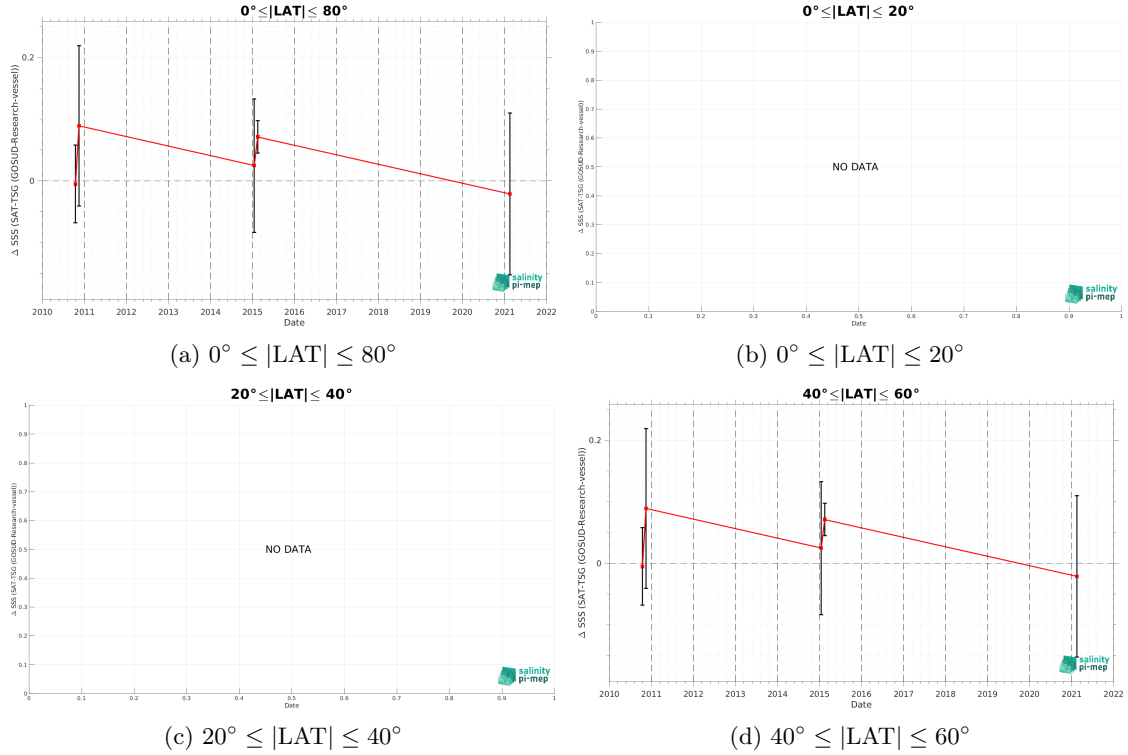 0°≤|LAT|≤ 80°
Δ SSS (SAT-TSG (GOSUD-Research-vessel))
0.2
0
salinity
pi-mep
2010 2011 2012 2013 2014 2015 2016 2017 2018 2019 2020 2021 2022
Date
(a) 0° ≤ |LAT| ≤ 80°
0°≤|LAT|≤ 20°
Δ SSS (SAT-TSG (GOSUD-Research-vessel))
1
0.9
0.8
0.7
0.6
0.5
0.4
0.3
0.2
0.1
0
NO DATA
salinity
pi-mep
0 0.1 0.2 0.3 0.4 0.5 0.6 0.7 0.8 0.9 1
Date
(b) 0° ≤ |LAT| ≤ 20°
20°≤|LAT|≤ 40°
Δ SSS (SAT-TSG (GOSUD-Research-vessel))
1
0.9
0.8
0.7
0.6
0.5
0.4
0.3
0.2
0.1
0
NO DATA
salinity
pi-mep
0 0.1 0.2 0.3 0.4 0.5 0.6 0.7 0.8 0.9 1
Date
(c) 20° ≤ |LAT| ≤ 40°
40°≤|LAT|≤ 60°
Δ SSS (SAT-TSG (GOSUD-Research-vessel))
0.2
0
salinity
pi-mep
2010 2011 2012 2013 2014 2015 2016 2017 2018 2019 2020 2021 2022
Date
(d) 40° ≤ |LAT| ≤ 60°